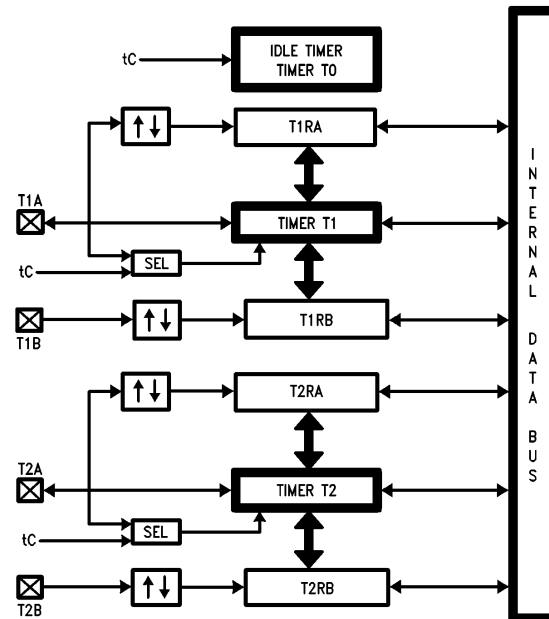 tC
IDLE TIMER
TIMER T0
T1RA
T1A
TIMER T1
tC
SEL
T1B
T1RB
T2RA
T2A
TIMER T2
tC
SEL
T2B
T2RB
INTERNAL DATA BUS